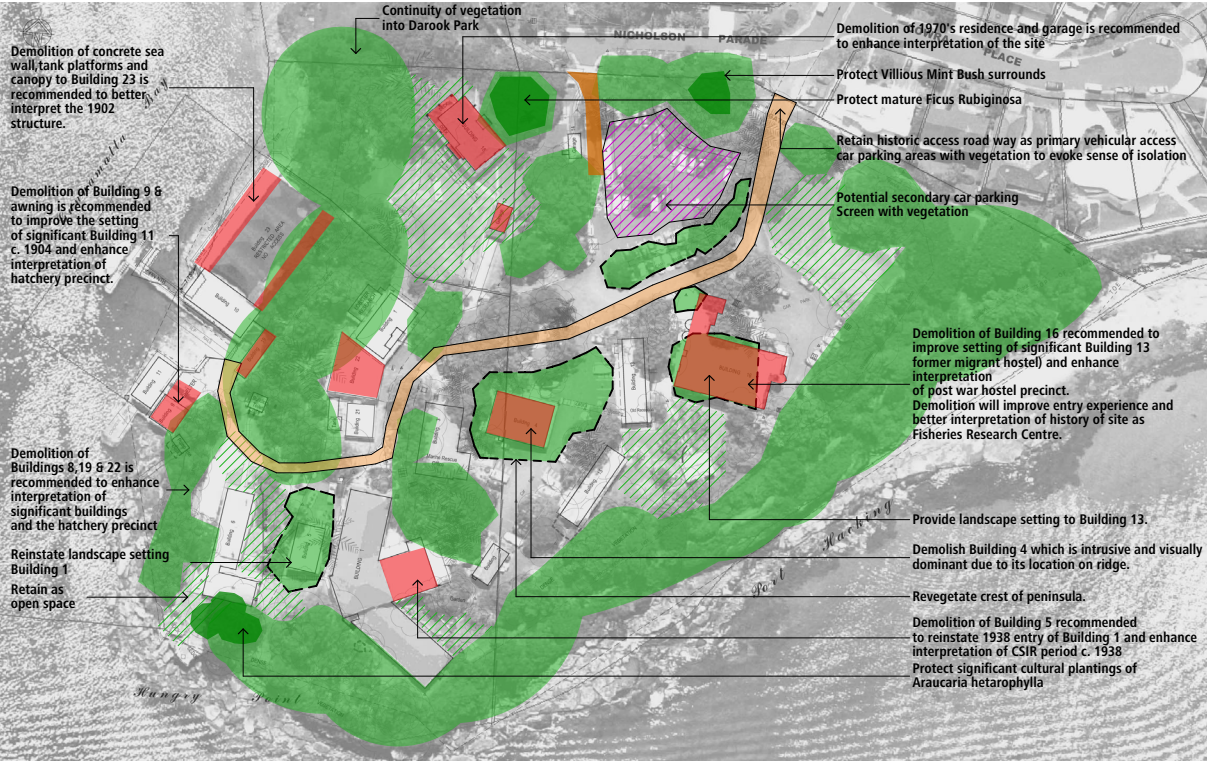 Continuity of vegetation
into Darook Park
NICHOLSON PARADE
PLACE
Demolition of concrete sea
wall,tank platforms and
canopy to Building 23 is
recommended to better
interpret the 1902
structure.
Demolition of Building 9 &
awning is recommended
to improve the setting
of significant Building 11
c. 1904 and enhance
interpretation of
hatchery precinct.
Demolition of
Buildings 8,19 & 22 is
recommended to enhance
interpretation of
significant buildings
and the hatchery precinct
Reinstate landscape setting
Building 1
Retain as
open space
Demolition of 1970's residence and garage is recommended
to enhance interpretation of the site
Protect Villious Mint Bush surrounds
Protect mature Ficus Rubiginosa
Retain historic access road way as primary vehicular access
car parking areas with vegetation to evoke sense of isolation
Potential secondary car parking
Screen with vegetation
Demolition of Building 16 recommended to
improve setting of significant Building 13
former migrant hostel) and enhance
interpretation
of post war hostel precinct.
Demolition will improve entry experience and
better interpretation of history of site as
Fisheries Research Centre.
Provide landscape setting to Building 13.
Demolish Building 4 which is intrusive and visually
dominant due to its location on ridge.
Revegetate crest of peninsula.
Demolition of Building 5 recommended
to reinstate 1938 entry of Building 1 and enhance
interpretation of CSIR period c. 1938
Protect significant cultural plantings of
Araucaria hetarophylla
Bay
Building 10
Building 11
Building 21
Port Hacking
Hungry Point